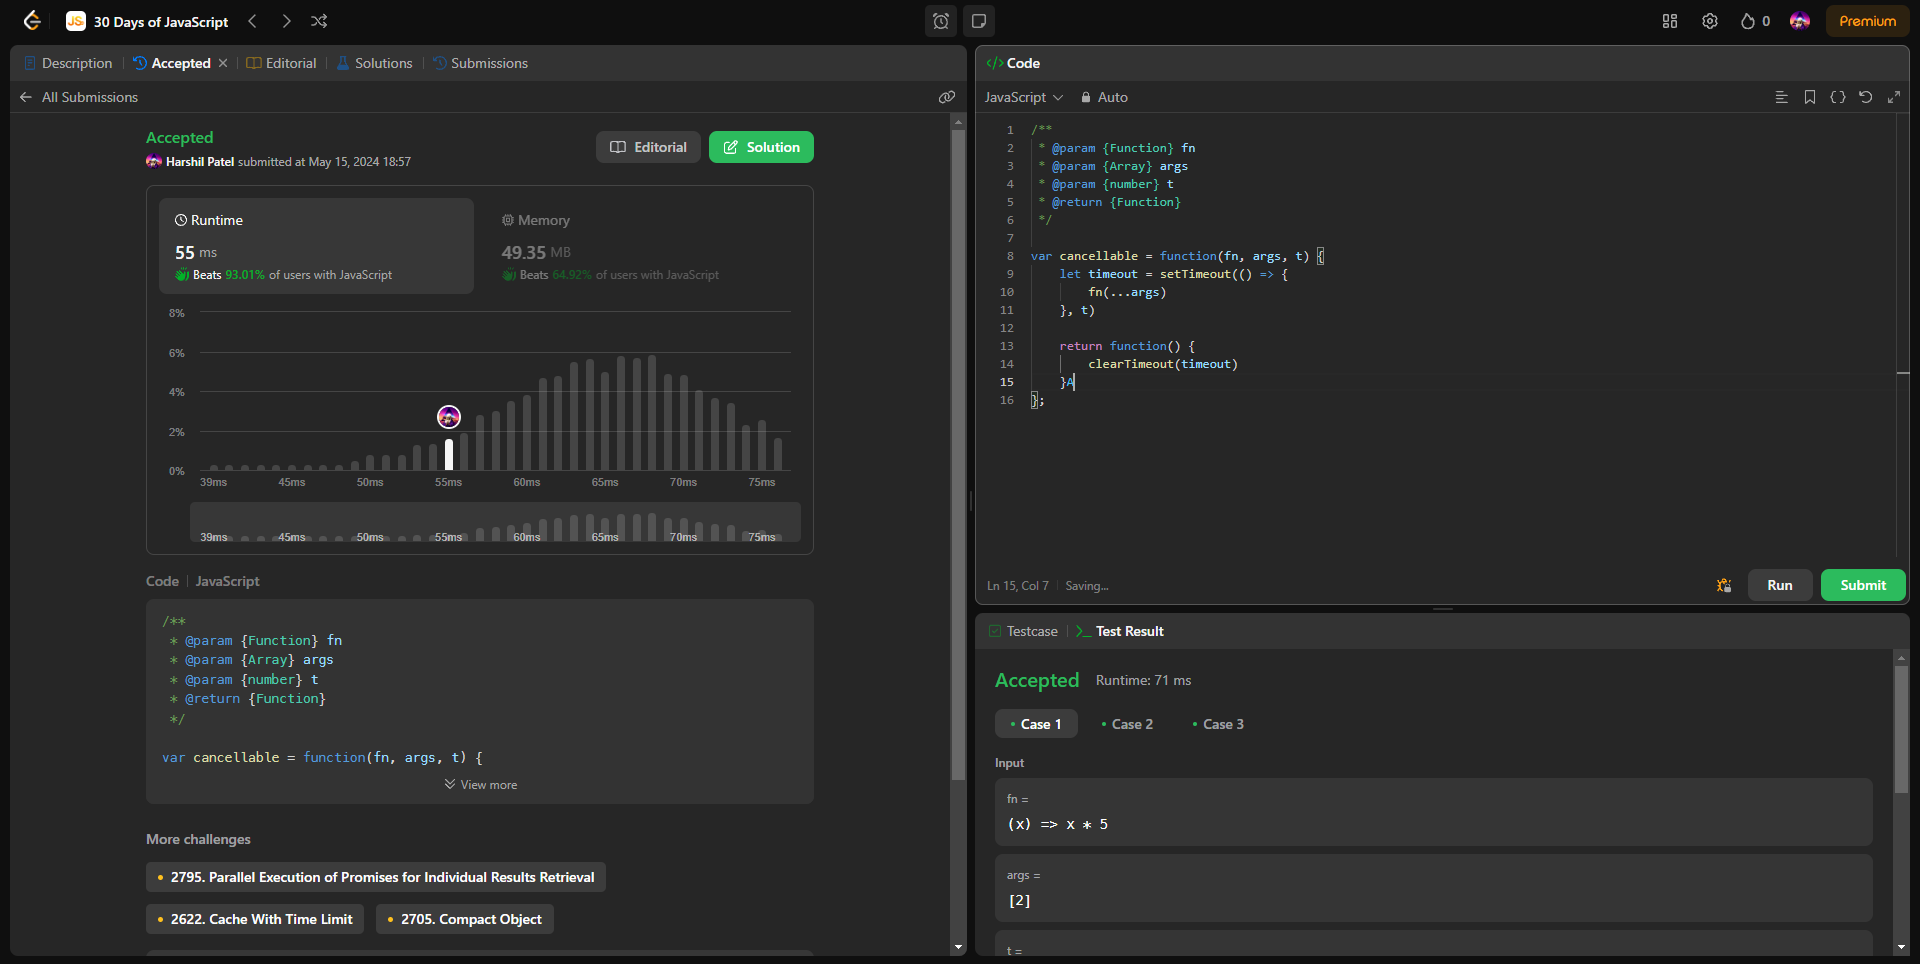 JS 30 Days of JavaScript
0
Premium
Description
Accepted
Editorial
Solutions
Submissions
All Submissions
Accepted
Harshil Patel submitted at May 15, 2024 18:57
Editorial
Solution
Runtime
55 ms
Beats 93.01% of users with JavaScript
Memory
49.35 MB
Beats 64.92% of users with JavaScript
8%
6%
4%
2%
0%
39ms 45ms 50ms 55ms 60ms 65ms 70ms 75ms
39ms 45ms 50ms 55ms 60ms 65ms 70ms 75ms
Code | JavaScript
/**
 * @param {Function} fn
 * @param {Array} args
 * @param {number} t
 * @return {Function}
 */
var cancellable = function(fn, args, t) {
View more
More challenges
2795. Parallel Execution of Promises for Individual Results Retrieval
2622. Cache With Time Limit
2705. Compact Object
</> Code
JavaScript
Auto
1 /**
2  * @param {Function} fn
3  * @param {Array} args
4  * @param {number} t
5  * @return {Function}
6  */
7
8 var cancellable = function(fn, args, t) {
9     let timeout = setTimeout(() => {
10         fn(...args)
11     }, t)
12
13     return function() {
14         clearTimeout(timeout)
15     }A
16 };
Ln 15, Col 7 | Saving...
Run
Submit
Testcase
>_ Test Result
Accepted
Runtime: 71 ms
Case 1
Case 2
Case 3
Input
fn =
(x) => x * 5
args =
[2]
t =